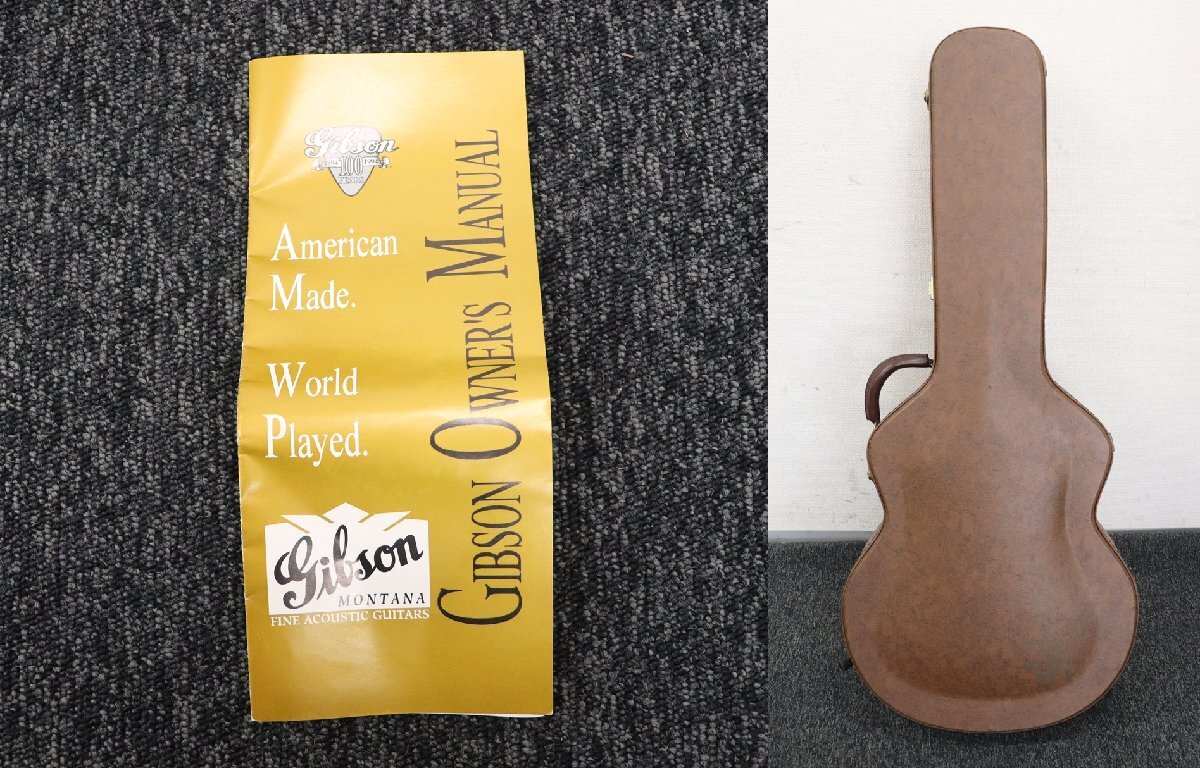 Gibson
100
YEARS
American
Made.
World
Played.
Gibson
MONTANA
FINE ACOUSTIC GUITARS
GIBSON OWNER'S MANUAL